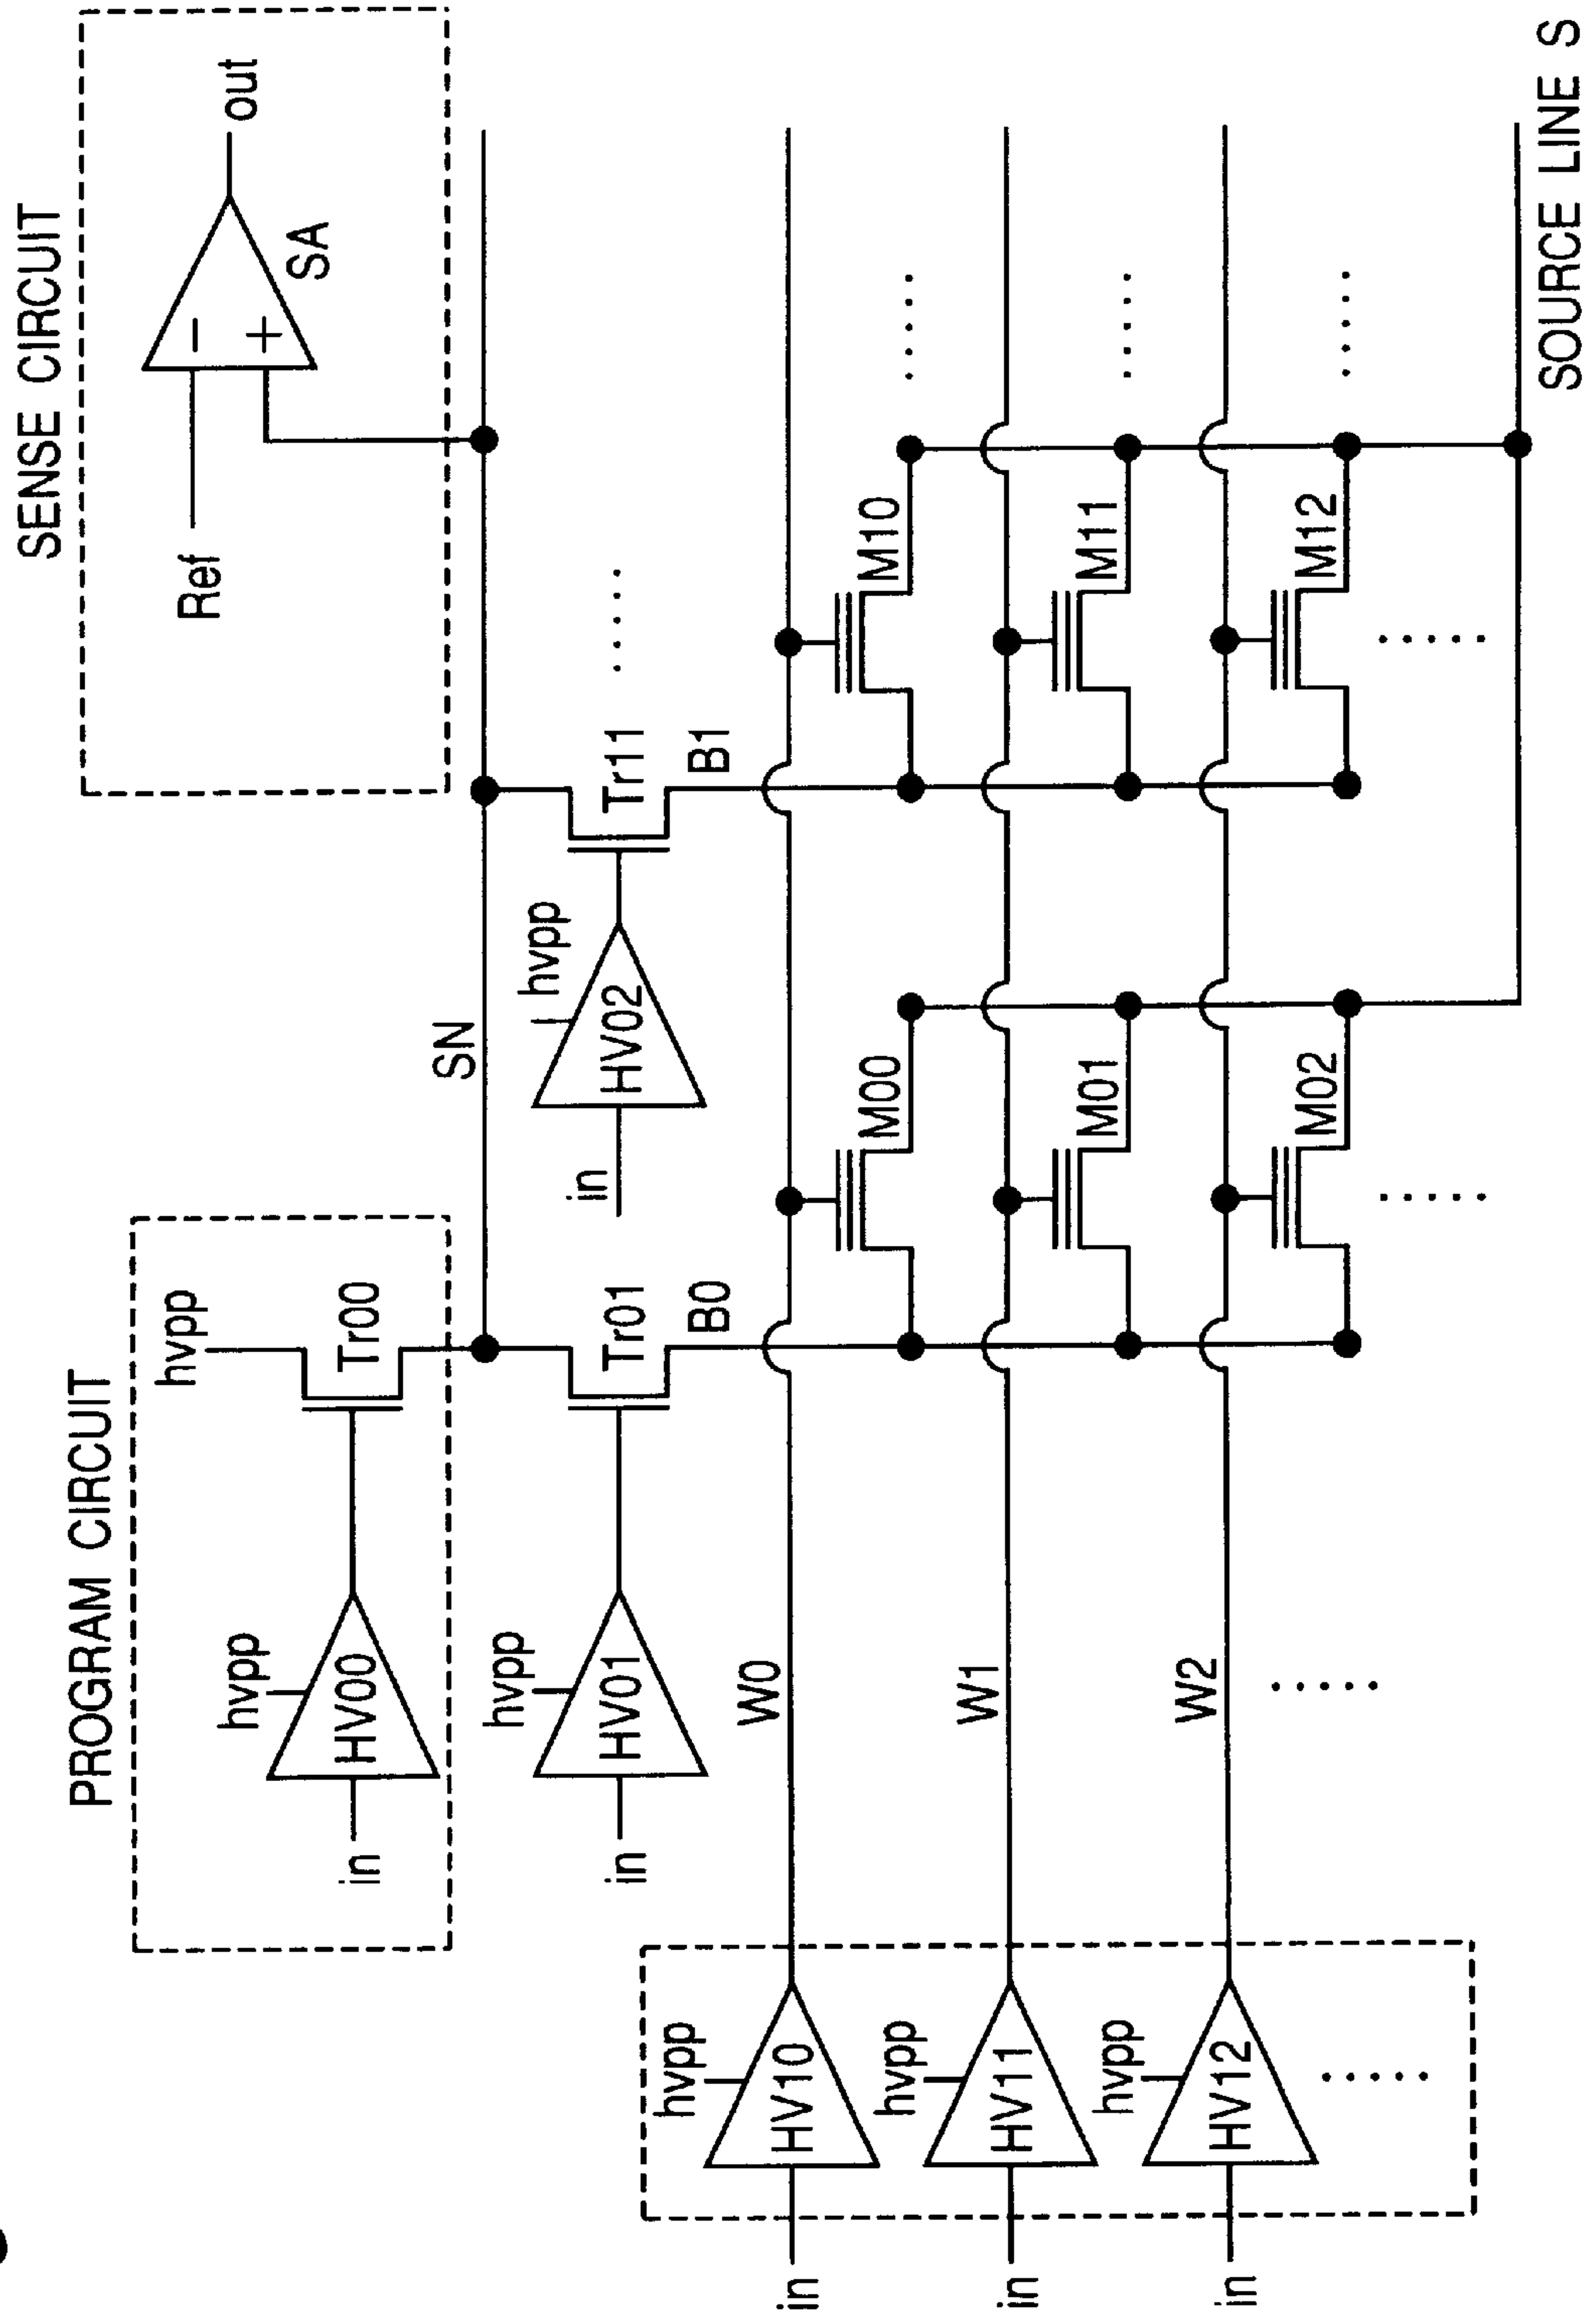 PROGRAM CIRCUIT
SENSE CIRCUIT
hvpp
Ref
−
+
SA
out
hvpp
in
HV00
Tr00
SN
hvpp
in
HV01
Tr01
B0
hvpp
in
HV02
Tr11
B1
.....
hvpp
in
HV10
W0
M00
M10
.....
hvpp
in
HV11
W1
M01
M11
.....
hvpp
in
HV12
W2
M02
M12
.....
.....
.....
.....
.....
SOURCE LINE S